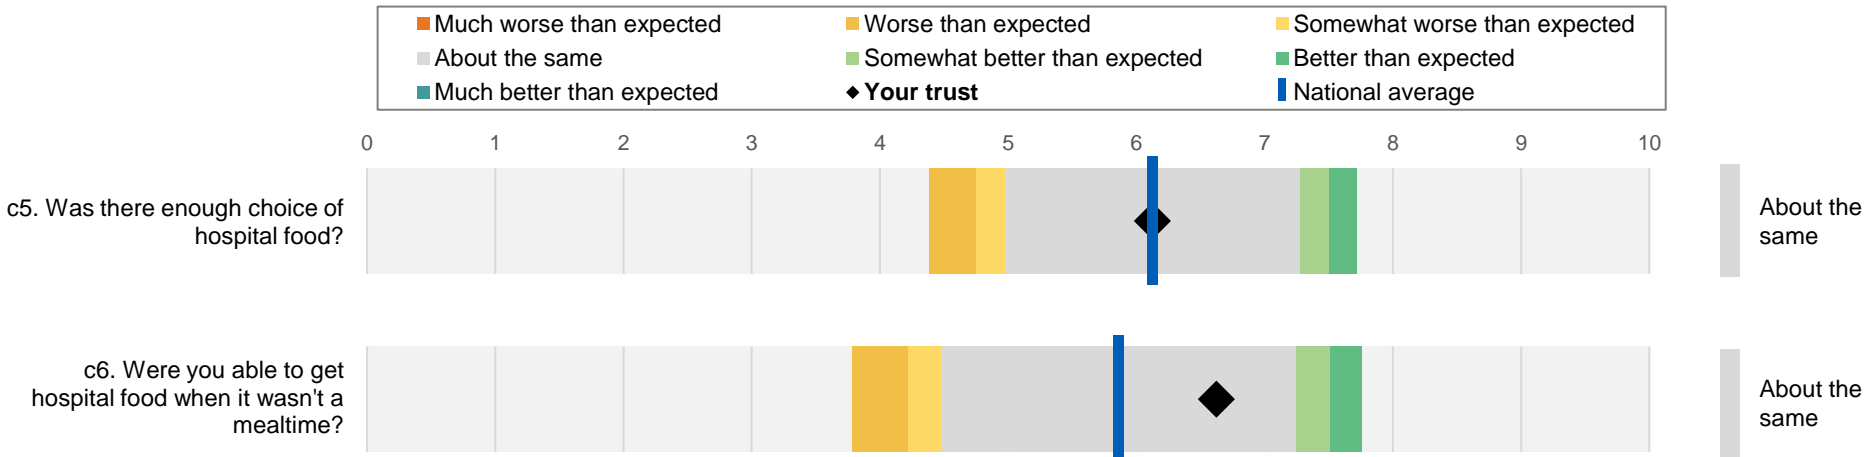 Much worse than expected
Worse than expected
Somewhat worse than expected
About the same
Somewhat better than expected
Better than expected
Much better than expected
Your trust
National average
0 1 2 3 4 5 6 7 8 9 10
c5. Was there enough choice of
hospital food?
About the
same
c6. Were you able to get
hospital food when it wasn't a
mealtime?
About the
same